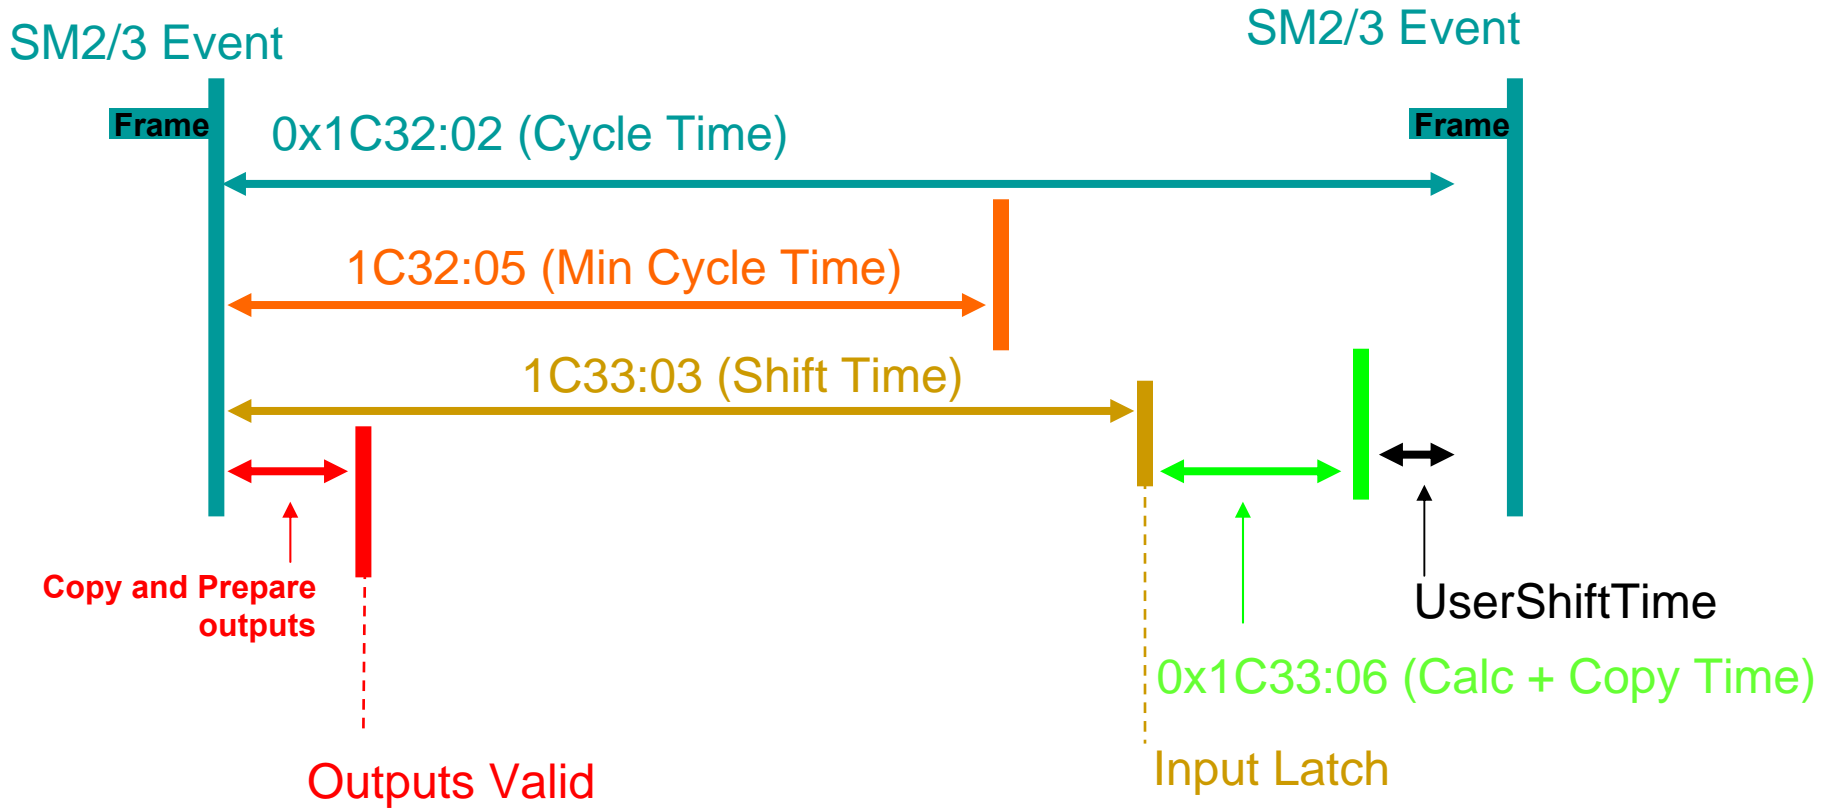 SM2/3 Event
SM2/3 Event
Frame
Frame
0x1C32:02 (Cycle Time)
1C32:05 (Min Cycle Time)
1C33:03 (Shift Time)
Copy and Prepare
outputs
UserShiftTime
0x1C33:06 (Calc + Copy Time)
Outputs Valid
Input Latch